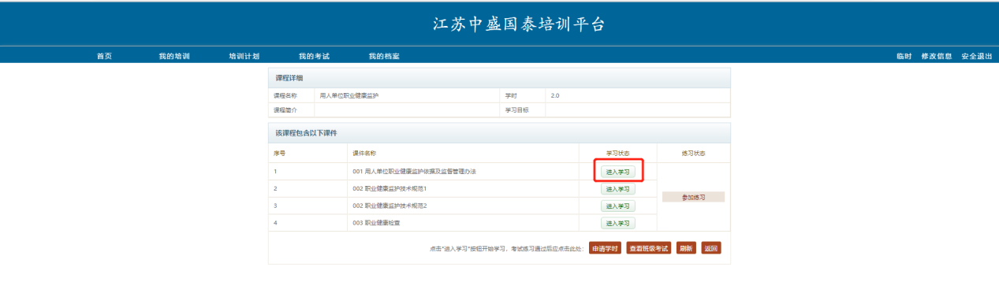 江苏中盛国泰培训平台
首页 我的培训 培训计划 我的考试 我的档案 临时 修改信息 安全退出
课程详细
课程名称 用人单位职业健康监护 学时 2.0
课程简介 学习目标
该课程包含以下课件
序号 课件名称 学习状态 练习状态
1 001 用人单位职业健康监护依据及监督管理办法 进入学习
2 002 职业健康监护技术规范1 进入学习
参加练习
3 002 职业健康监护技术规范2 进入学习
4 003 职业健康检查 进入学习
点击"进入学习"按钮开始学习，考试练习通过后应点击此处： 申请学时 查看班级考试 刷新 返回